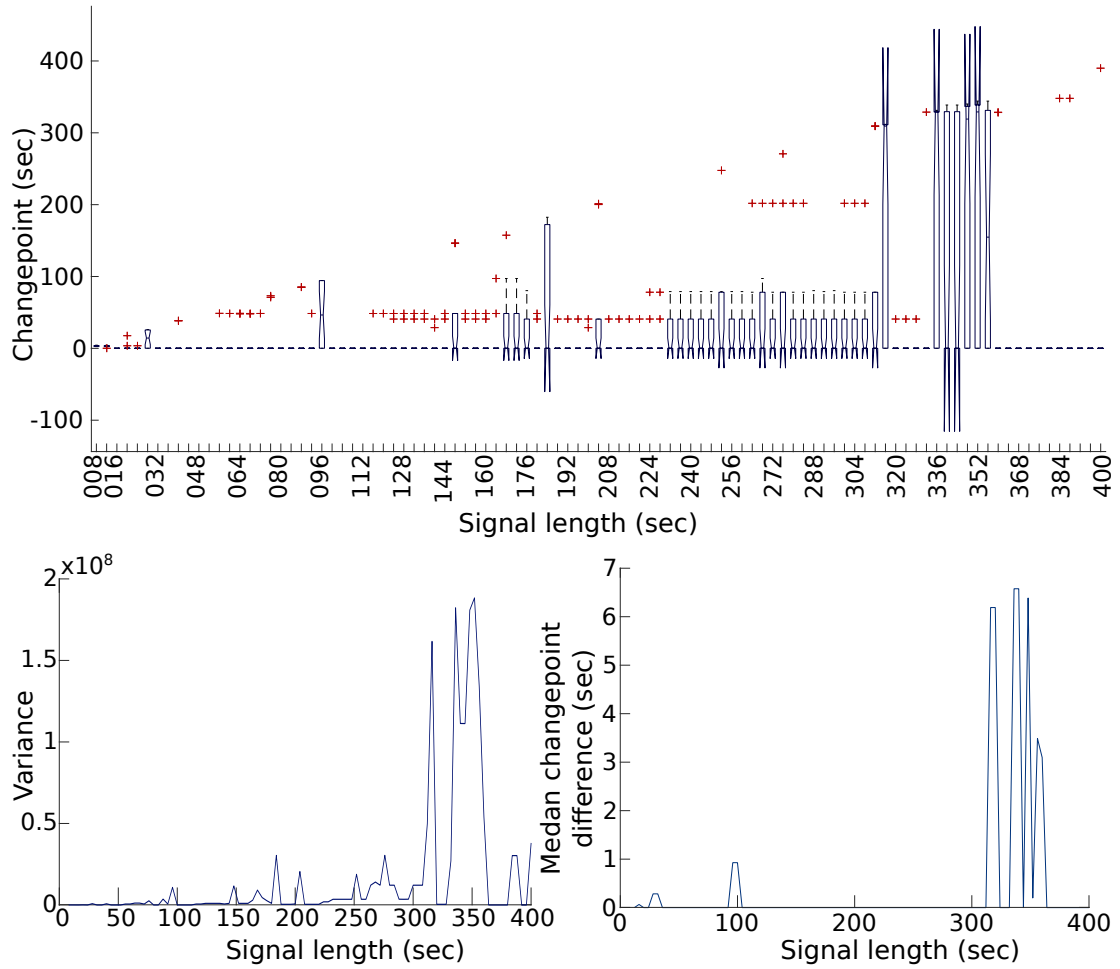 400
300
200
100
0
-100
Changepoint (sec)
008 016 032 048 064 080 096 112 128 144 160 176 192 208 224 240 256 272 288 304 320 336 352 368 384 400
Signal length (sec)
2 ×10⁸
1.5
1
0.5
0
Variance
0 50 100 150 200 250 300 350 400
Signal length (sec)
7
6
5
4
3
2
1
0
Medan changepoint
difference (sec)
0 100 200 300 400
Signal length (sec)